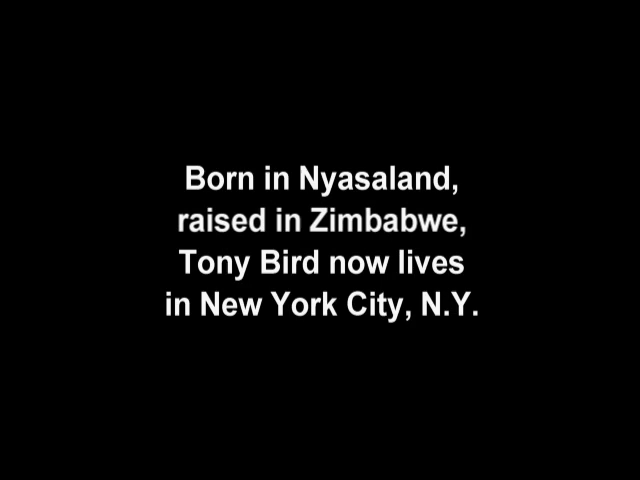 Born in Nyasaland,
raised in Zimbabwe,
Tony Bird now lives
in New York City, N.Y.